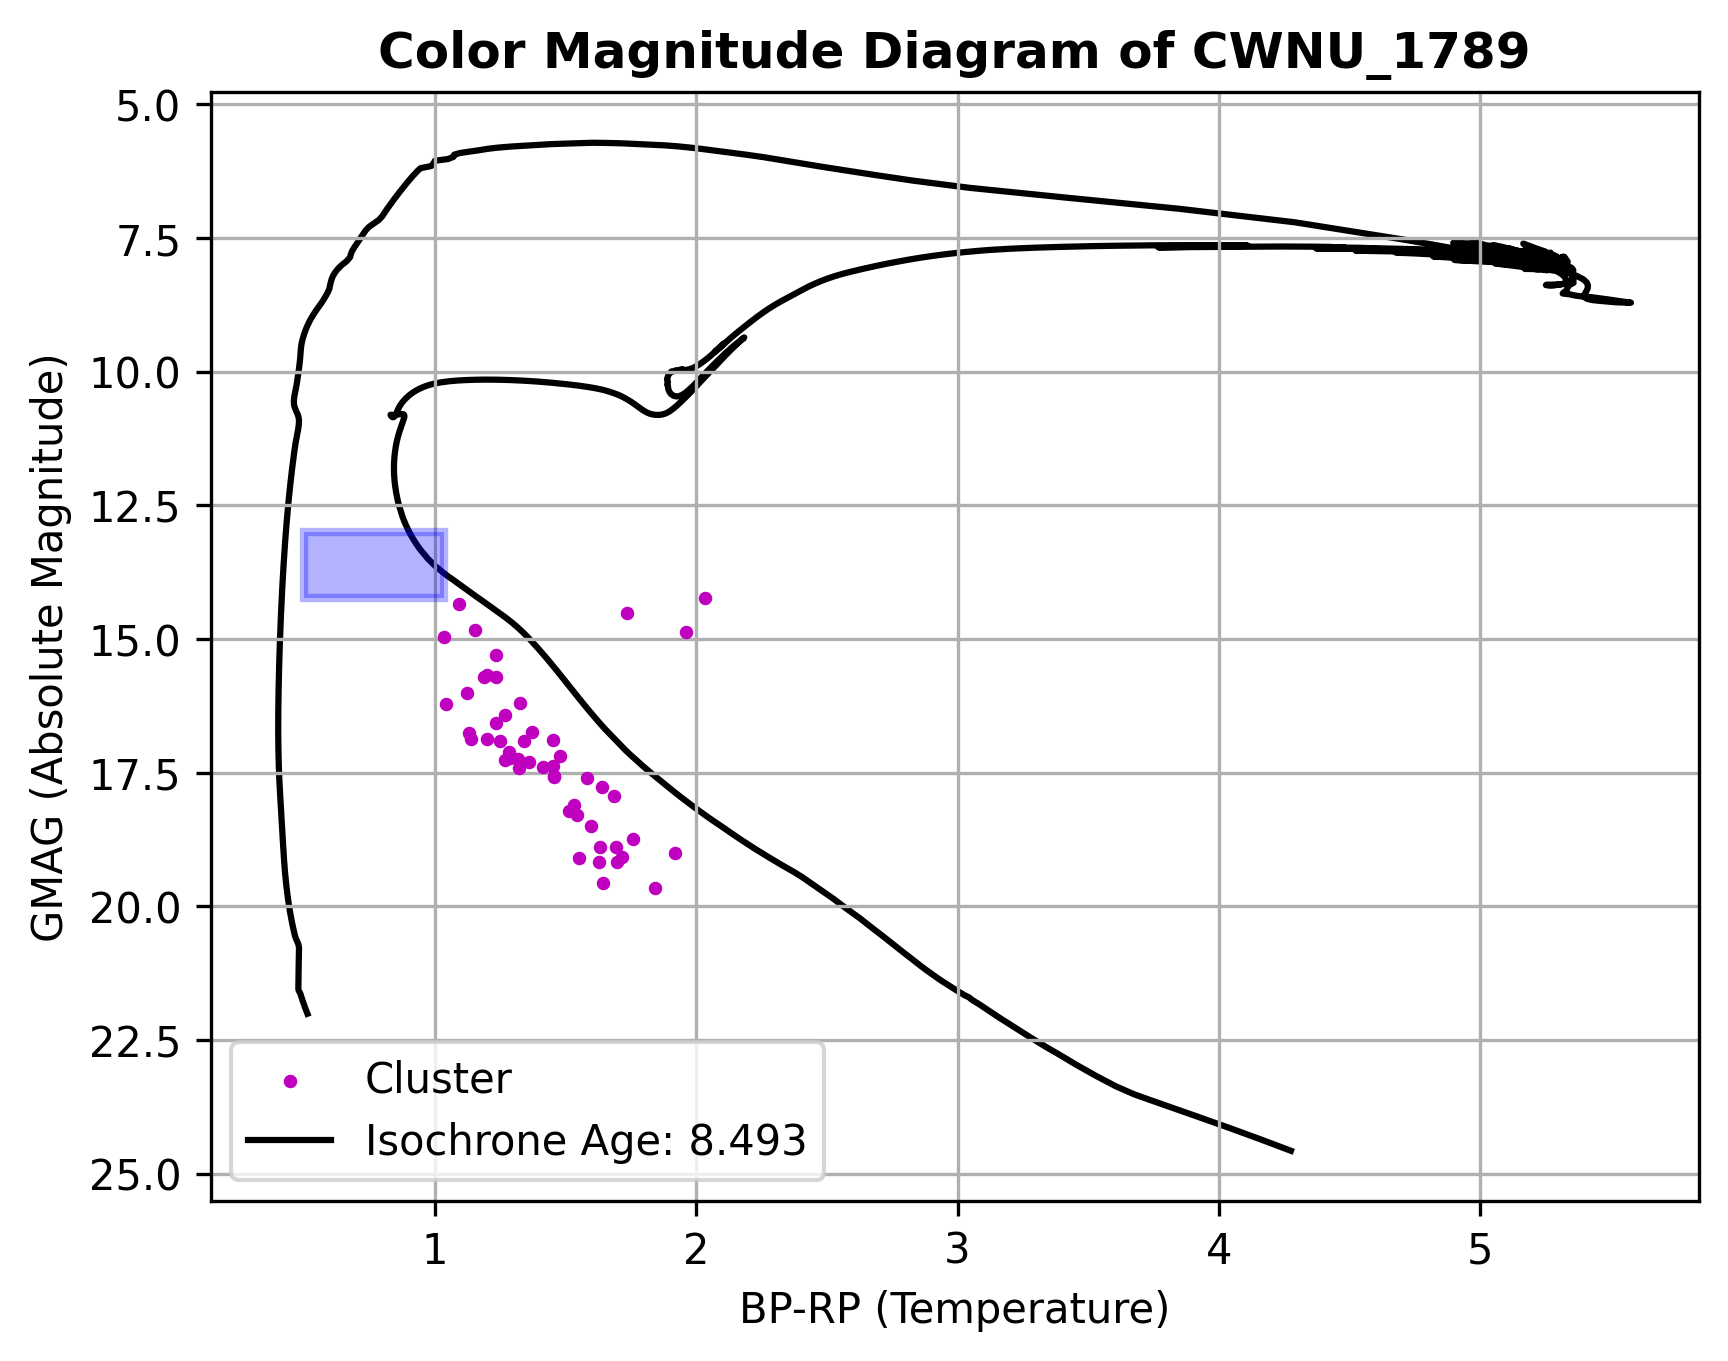 Color Magnitude Diagram of CWNU_1789
GMAG (Absolute Magnitude)
5.0
7.5
10.0
12.5
15.0
17.5
20.0
22.5
25.0
Cluster
Isochrone Age: 8.493
1 2 3 4 5
BP-RP (Temperature)